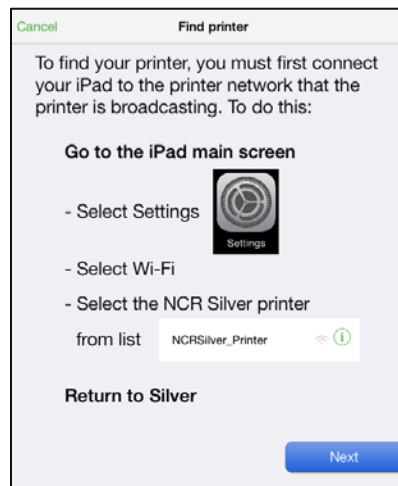 Cancel Find printer
To find your printer, you must first connect
your iPad to the printer network that the
printer is broadcasting. To do this:
Go to the iPad main screen
- Select Settings
Settings
- Select Wi-Fi
- Select the NCR Silver printer
from list NCRSilver_Printer
Return to Silver
Next